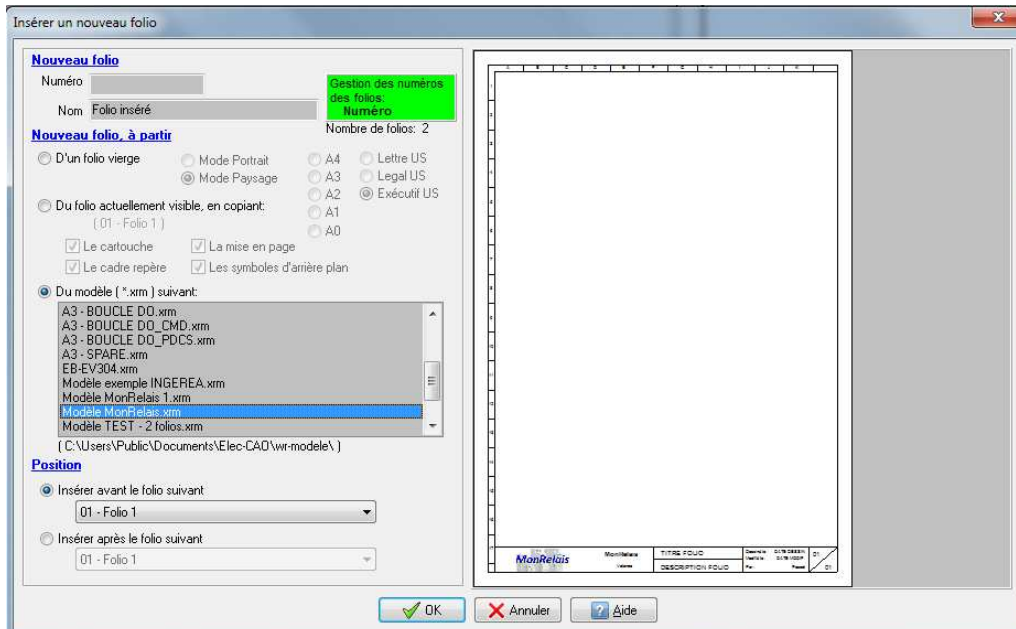 Insérer un nouveau folio
Nouveau folio
Numéro
Nom Folio inséré
Gestion des numéros
des folios:
Numéro
Nombre de folios: 2
Nouveau folio, à partir
D'un folio vierge
Mode Portrait
Mode Paysage
A4
A3
A2
A1
A0
Lettre US
Legal US
Exécutif US
Du folio actuellement visible, en copiant:
( 01 - Folio 1 )
Le cartouche
La mise en page
Le cadre repère
Les symboles d'arrière plan
Du modèle ( *.xrm ) suivant:
A3 - BOUCLE DO.xrm
A3 - BOUCLE DO_CMD.xrm
A3 - BOUCLE DO_PDCS.xrm
A3 - SPARE.xrm
EB-EV304.xrm
Modèle exemple INGEREA.xrm
Modèle MonRelais 1.xrm
Modèle MonRelais.xrm
Modèle TEST - 2 folios.xrm
( C:\Users\Public\Documents\Elec-CAO\wr-modele\ )
Position
Insérer avant le folio suivant
01 - Folio 1
Insérer après le folio suivant
01 - Folio 1
MonRelais
MonRelais
TITRE FOLIO
DESCRIPTION FOLIO
01
01
OK
Annuler
Aide